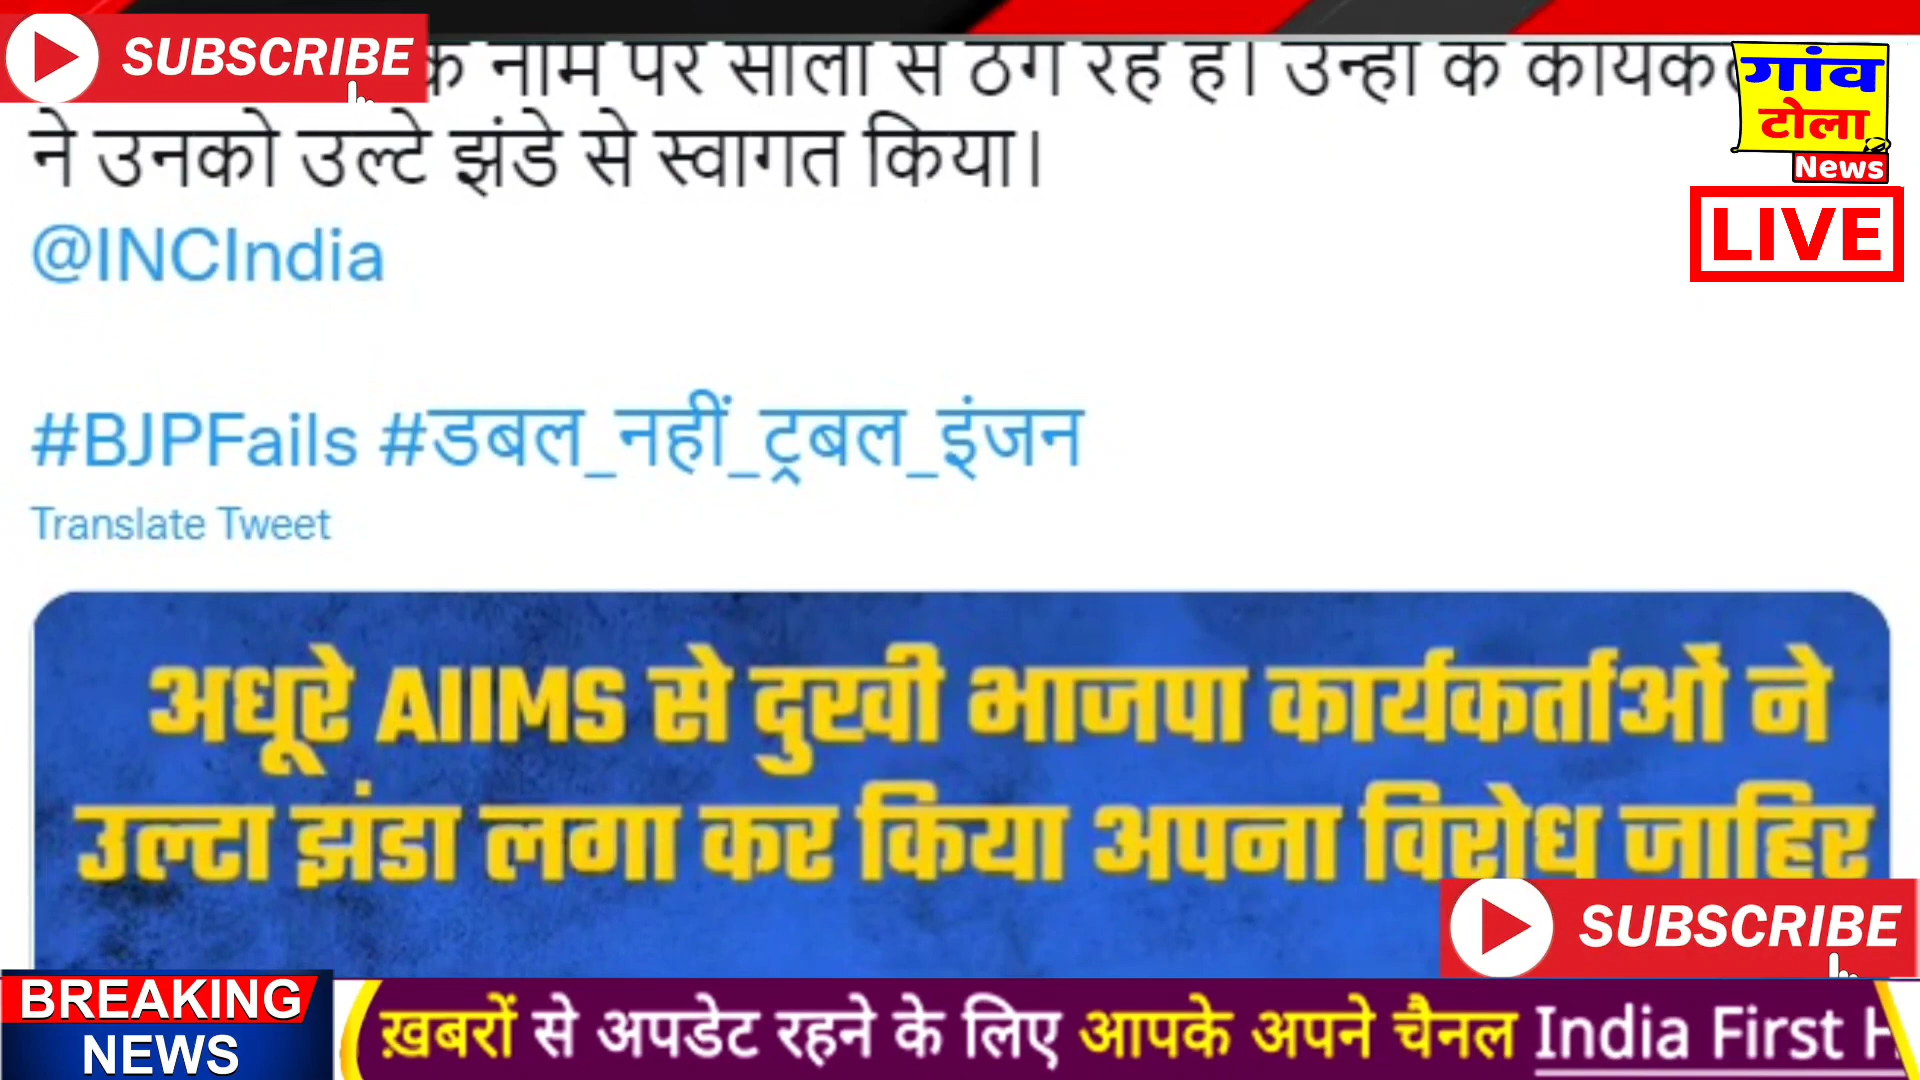 SUBSCRIBE
के नाम पर सालों से ठग रहे हैं। उन्हीं के
ने उनको उल्टे झंडे से स्वागत किया।
@INCIndia
#BJPFails #डबल_नहीं_ट्रबल_इंजन
Translate Tweet
गांव
टोला
News
LIVE
अधूरे AIIMS से दुखी भाजपा कार्यकर्ताओं ने
उल्टा झंडा लगा कर किया अपना विरोध जाहिर
SUBSCRIBE
BREAKING
NEWS
ख़बरों से अपडेट रहने के लिए आपके अपने चैनल India First